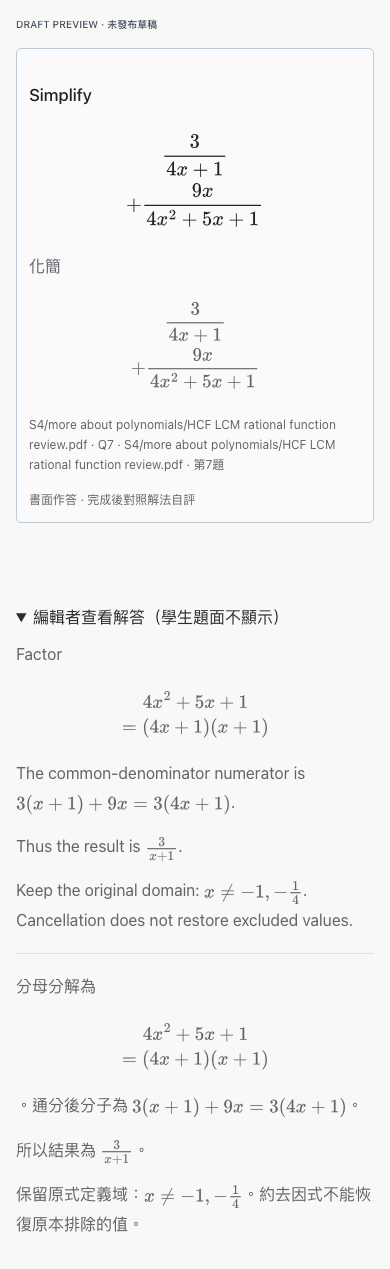 DRAFT PREVIEW · 未發布草稿
Simplify
3
4x + 1
+ 9x
4x² + 5x + 1
化簡
3
4x + 1
+ 9x
4x² + 5x + 1
S4/more about polynomials/HCF LCM rational function
review.pdf · Q7 · S4/more about polynomials/HCF LCM
rational function review.pdf · 第7題
書面作答 · 完成後對照解法自評
▼ 編輯者查看解答（學生題面不顯示）
Factor
4x² + 5x + 1
= (4x + 1)(x + 1)
The common-denominator numerator is
3(x + 1) + 9x = 3(4x + 1).
Thus the result is 3/(x+1).
Keep the original domain: x ≠ −1, −1/4.
Cancellation does not restore excluded values.
分母分解為
4x² + 5x + 1
= (4x + 1)(x + 1)
。通分後分子為 3(x + 1) + 9x = 3(4x + 1)。
所以結果為 3/(x+1)。
保留原式定義域：x ≠ −1, −1/4。約去因式不能恢
復原本排除的值。